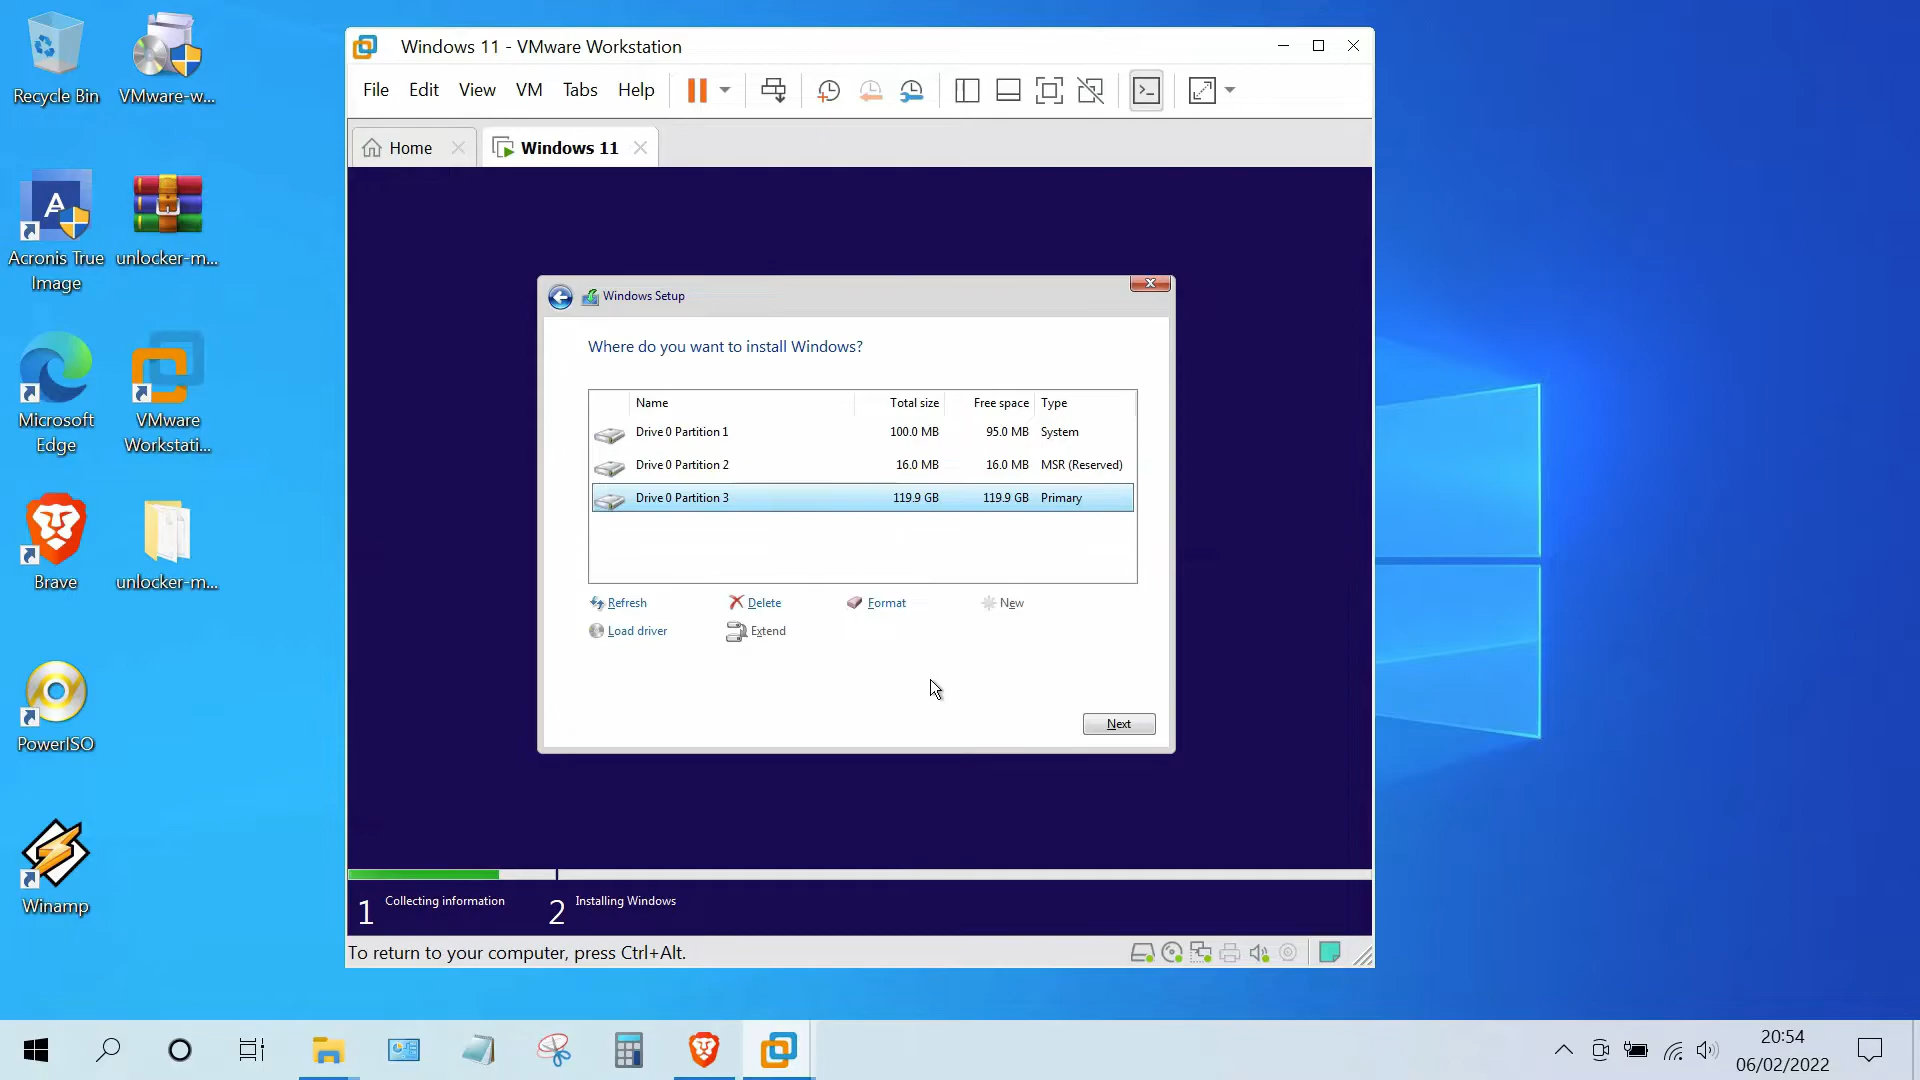 Recycle Bin
VMware-w...
Acronis True
Image
unlocker-m...
Microsoft
Edge
VMware
Workstati...
Brave
unlocker-m...
PowerISO
Winamp
Windows 11 - VMware Workstation
File Edit View VM Tabs Help
Home
Windows 11
Windows Setup
Where do you want to install Windows?
Name Total size Free space Type
Drive 0 Partition 1 100.0 MB 95.0 MB System
Drive 0 Partition 2 16.0 MB 16.0 MB MSR (Reserved)
Drive 0 Partition 3 119.9 GB 119.9 GB Primary
Refresh Delete Format New
Load driver Extend
Next
1 Collecting information 2 Installing Windows
To return to your computer, press Ctrl+Alt.
20:54
06/02/2022